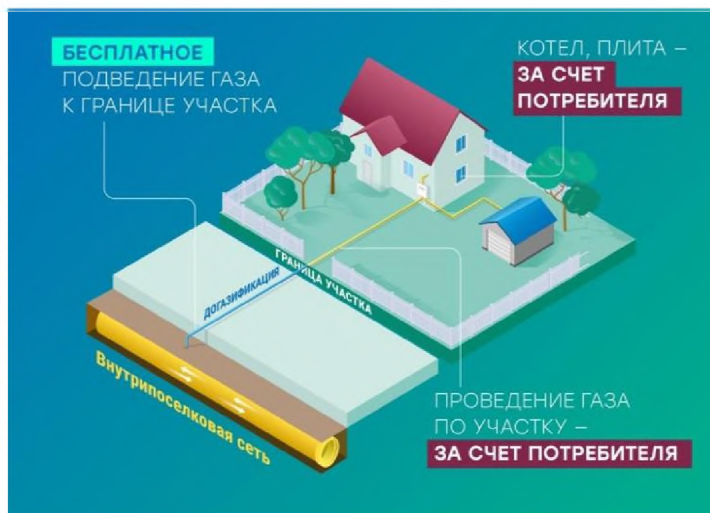 БЕСПЛАТНОЕ
ПОДВЕДЕНИЕ ГАЗА
К ГРАНИЦЕ УЧАСТКА
КОТЕЛ, ПЛИТА –
ЗА СЧЕТ
ПОТРЕБИТЕЛЯ
ГРАНИЦА УЧАСТКА
ДОГАЗИФИКАЦИЯ
Внутрипоселковая сеть
ПРОВЕДЕНИЕ ГАЗА
ПО УЧАСТКУ –
ЗА СЧЕТ ПОТРЕБИТЕЛЯ